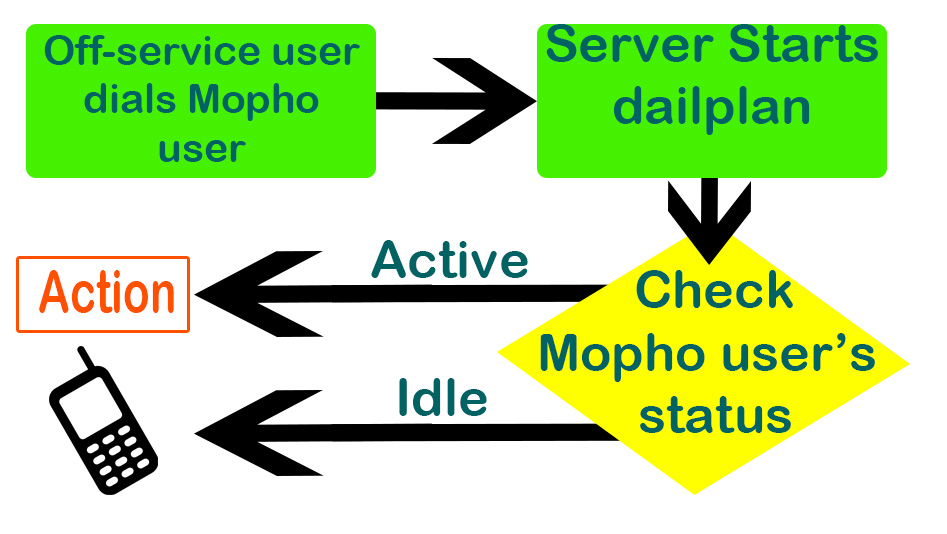 Off-service user
dials Mopho
user
Server Starts
dailplan
Active
Action
Check
Mopho user's
status
Idle